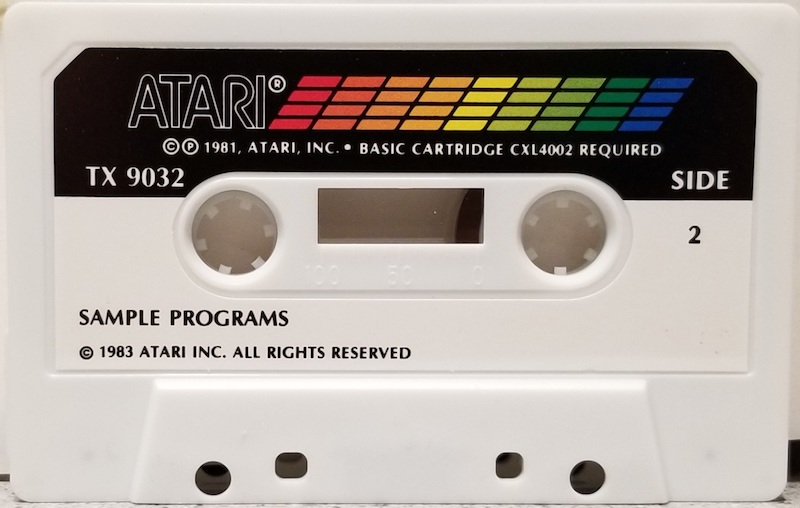 ATARI®
©℗ 1981, ATARI, INC. • BASIC CARTRIDGE CXL4002 REQUIRED
TX 9032 SIDE
2
100 50 0
SAMPLE PROGRAMS
© 1983 ATARI INC. ALL RIGHTS RESERVED